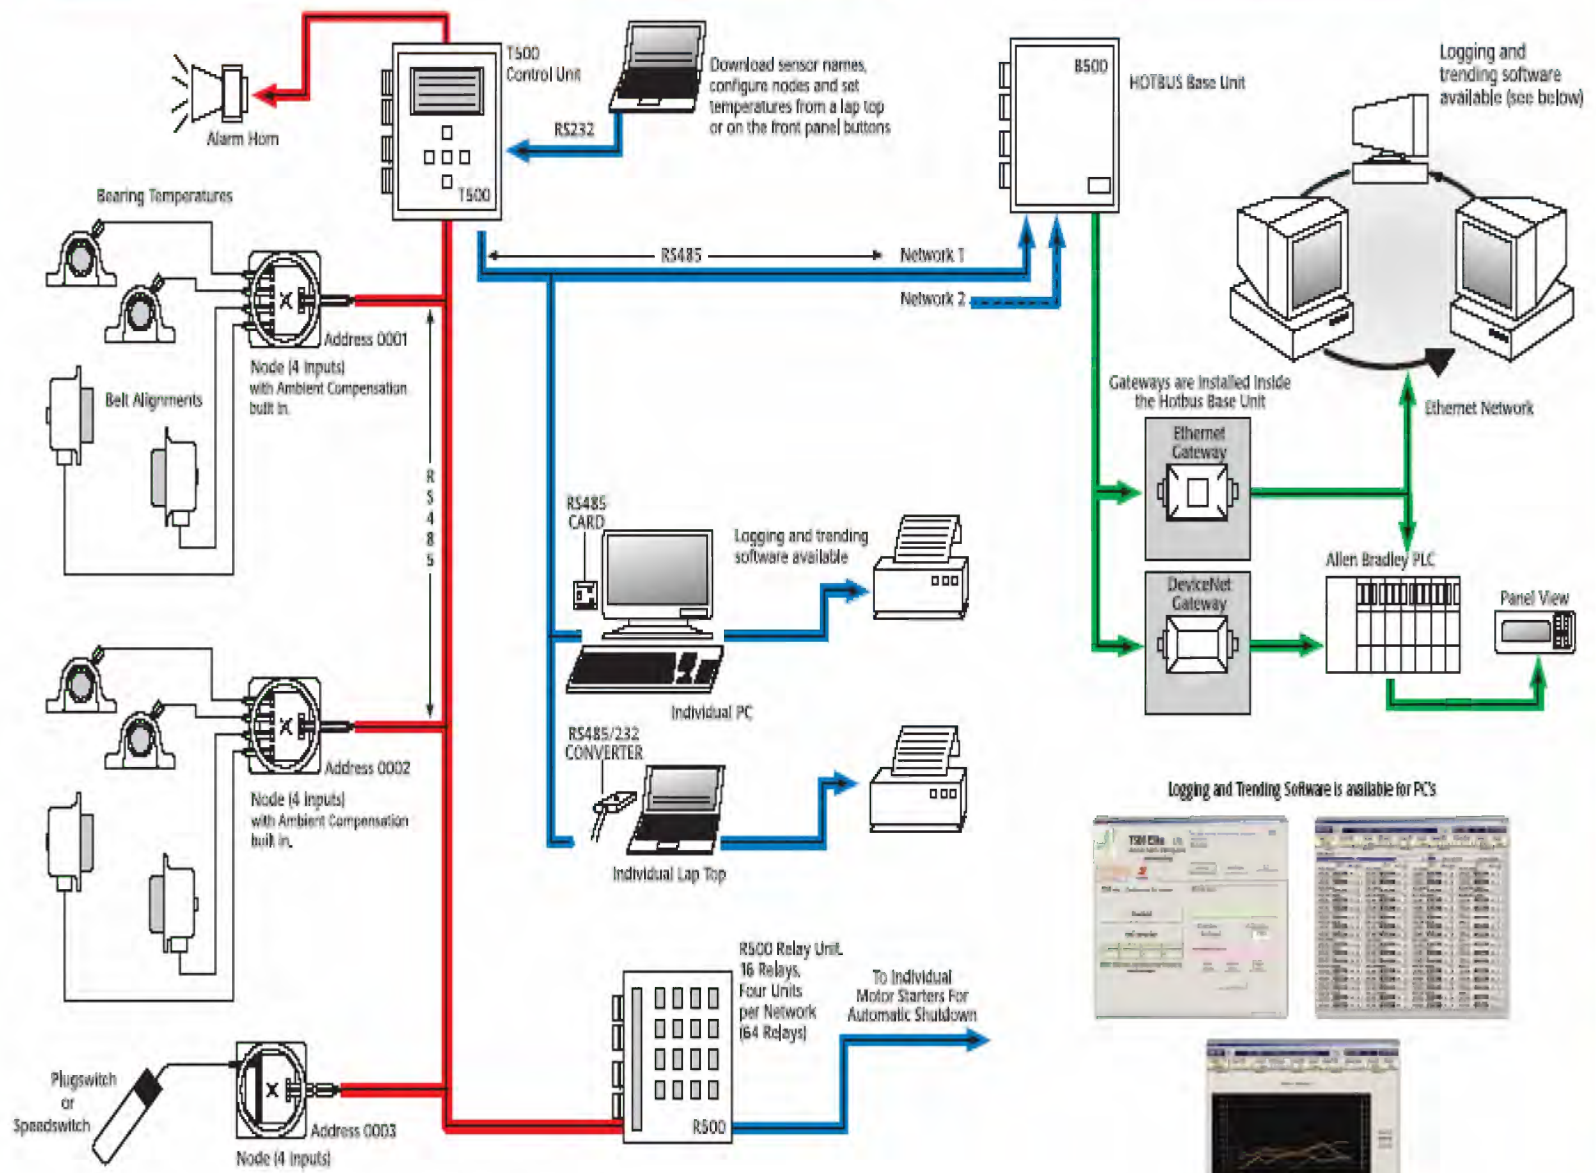 T500
Control Unit
Alarm Horn
T500
RS232
Download sensor names,
configure nodes and set
temperatures from a lap top
or on the front panel buttons
B500
HOTBUS Base Unit
Logging and
trending software
available (see below)
Bearing Temperatures
RS485
Network 1
Network 2
Address 0001
Node (4 Inputs)
with Ambient Compensation
built in.
Belt Alignments
RS485
Gateways are Installed Inside
the Hotbus Base Unit
Ethernet
Gateway
Ethernet Network
RS485
CARD
Logging and trending
software available
Individual PC
Allen Bradley PLC
DeviceNet
Gateway
Panel View
Address 0002
Node (4 Inputs)
with Ambient Compensation
built in.
RS485/232
CONVERTER
Individual Lap Top
Logging and Trending Software is available for PC's
T500 Elite
R500 Relay Unit.
16 Relays,
Four Units
per Network
(64 Relays)
R500
To Individual
Motor Starters For
Automatic Shutdown
Plugswitch
or
Speedswitch
Address 0003
Node (4 Inputs)